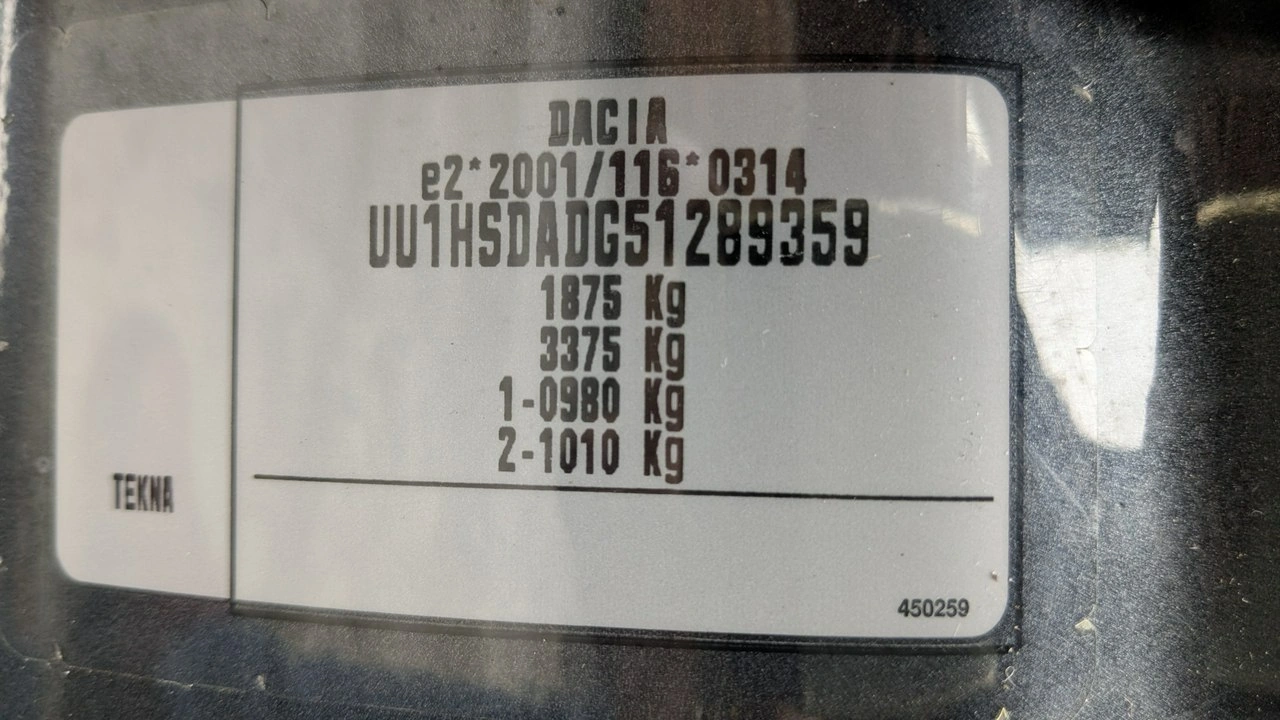 DACIA
e2*2001/116*0314
UU1HSDADG51289359
1875 Kg
3375 Kg
1-0980 Kg
2-1010 Kg
TEKNA
450259